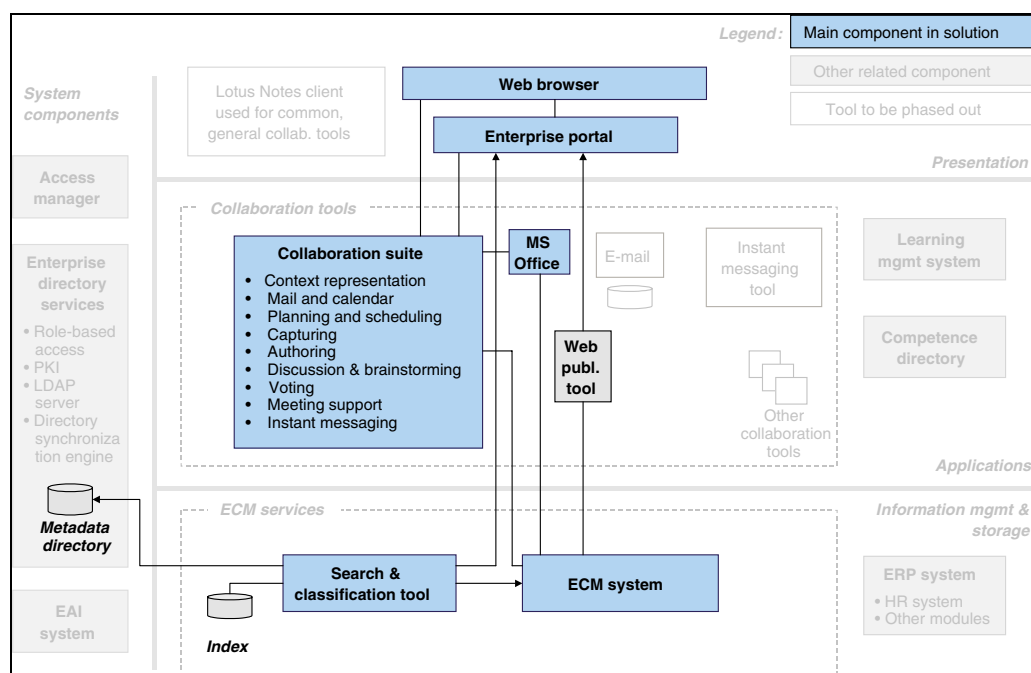 Legend:
Main component in solution
Other related component
Tool to be phased out
System
components
Lotus Notes client
used for common,
general collab. tools
Web browser
Enterprise portal
Presentation
Access
manager
Enterprise
directory
services
• Role-based
access
• PKI
• LDAP
server
• Directory
synchroniza
tion engine
Metadata
directory
EAI
system
Collaboration tools
Collaboration suite
• Context representation
• Mail and calendar
• Planning and scheduling
• Capturing
• Authoring
• Discussion & brainstorming
• Voting
• Meeting support
• Instant messaging
MS
Office
E-mail
Instant
messaging
tool
Web
publ.
tool
Other
collaboration
tools
Learning
mgmt system
Competence
directory
Applications
ECM services
Information mgmt &
storage
Search &
classification tool
Index
ECM system
ERP system
• HR system
• Other modules